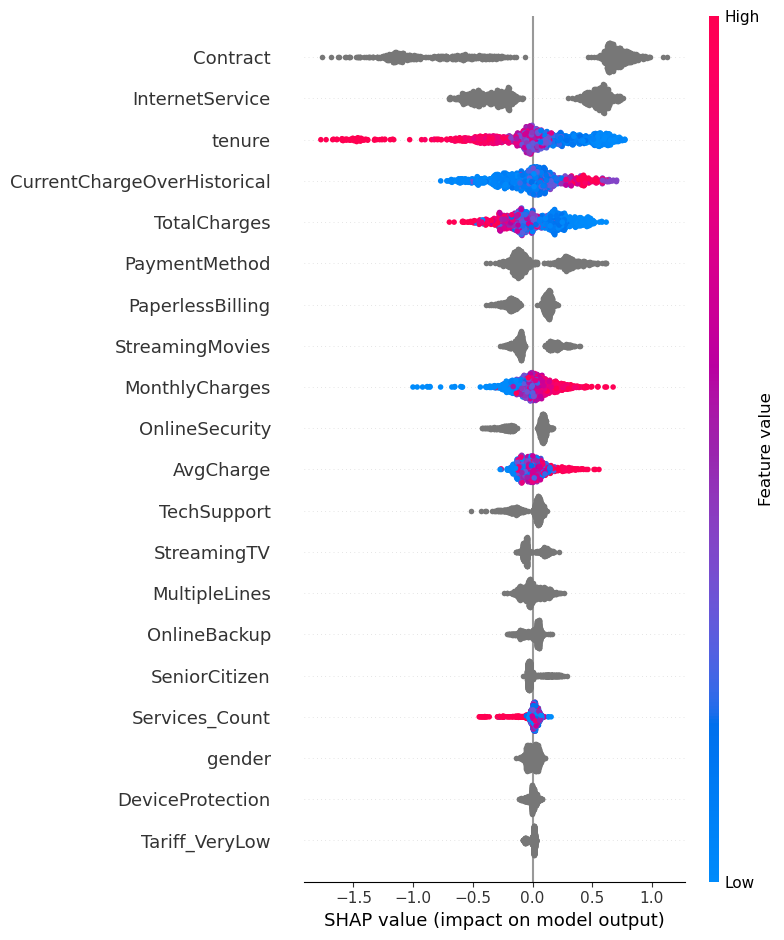 High
Contract
InternetService
tenure
CurrentChargeOverHistorical
TotalCharges
PaymentMethod
PaperlessBilling
StreamingMovies
MonthlyCharges
OnlineSecurity
AvgCharge
TechSupport
StreamingTV
MultipleLines
OnlineBackup
SeniorCitizen
Services_Count
gender
DeviceProtection
Tariff_VeryLow
Feature value
Low
−1.5 −1.0 −0.5 0.0 0.5 1.0
SHAP value (impact on model output)